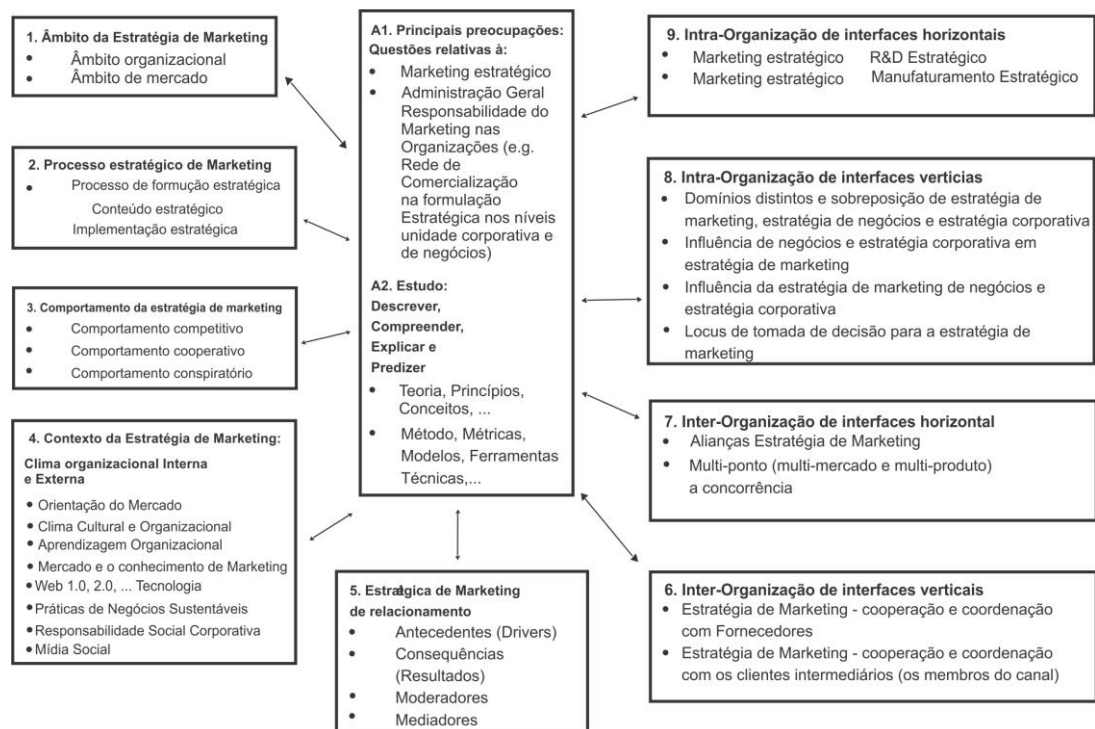 1. Âmbito da Estratégia de Marketing
• Âmbito organizacional
• Âmbito de mercado
2. Processo estratégico de Marketing
• Processo de formução estratégica
Conteúdo estratégico
Implementação estratégica
3. Comportamento da estratégia de marketing
• Comportamento competitivo
• Comportamento cooperativo
• Comportamento conspiratório
4. Contexto da Estratégia de Marketing:
Clima organizacional Interna
e Externa
• Orientação do Mercado
• Clima Cultural e Organizacional
• Aprendizagem Organizacional
• Mercado e o conhecimento de Marketing
• Web 1.0, 2.0, ... Tecnologia
• Práticas de Negócios Sustentáveis
• Responsabilidade Social Corporativa
• Mídia Social
A1. Principais preocupações:
Questões relativas à:
• Marketing estratégico
• Administração Geral
Responsabilidade do
Marketing nas
Organizações (e.g.
Rede de
Comercialização
na formulação
Estratégica nos níveis
unidade corporativa e
de negócios)
A2. Estudo:
Descrever,
Compreender,
Explicar e
Predizer
• Teoria, Princípios,
Conceitos, ...
• Método, Métricas,
Modelos, Ferramentas
Técnicas,...
5. Estratégica de Marketing
de relacionamento
• Antecedentes (Drivers)
• Consequências
(Resultados)
• Moderadores
• Mediadores
9. Intra-Organização de interfaces horizontais
• Marketing estratégico R&D Estratégico
• Marketing estratégico Manufaturamento Estratégico
8. Intra-Organização de interfaces verticias
• Domínios distintos e sobreposição de estratégia de
marketing, estratégia de negócios e estratégia corporativa
• Influência de negócios e estratégia corporativa em
estratégia de marketing
• Influência da estratégia de marketing de negócios e
estratégia corporativa
• Locus de tomada de decisão para a estratégia de
marketing
7. Inter-Organização de interfaces horizontal
• Alianças Estratégia de Marketing
• Multi-ponto (multi-mercado e multi-produto)
a concorrência
6. Inter-Organização de interfaces verticais
• Estratégia de Marketing - cooperação e coordenação
com Fornecedores
• Estratégia de Marketing - cooperação e coordenação
com os clientes intermediários (os membros do canal)